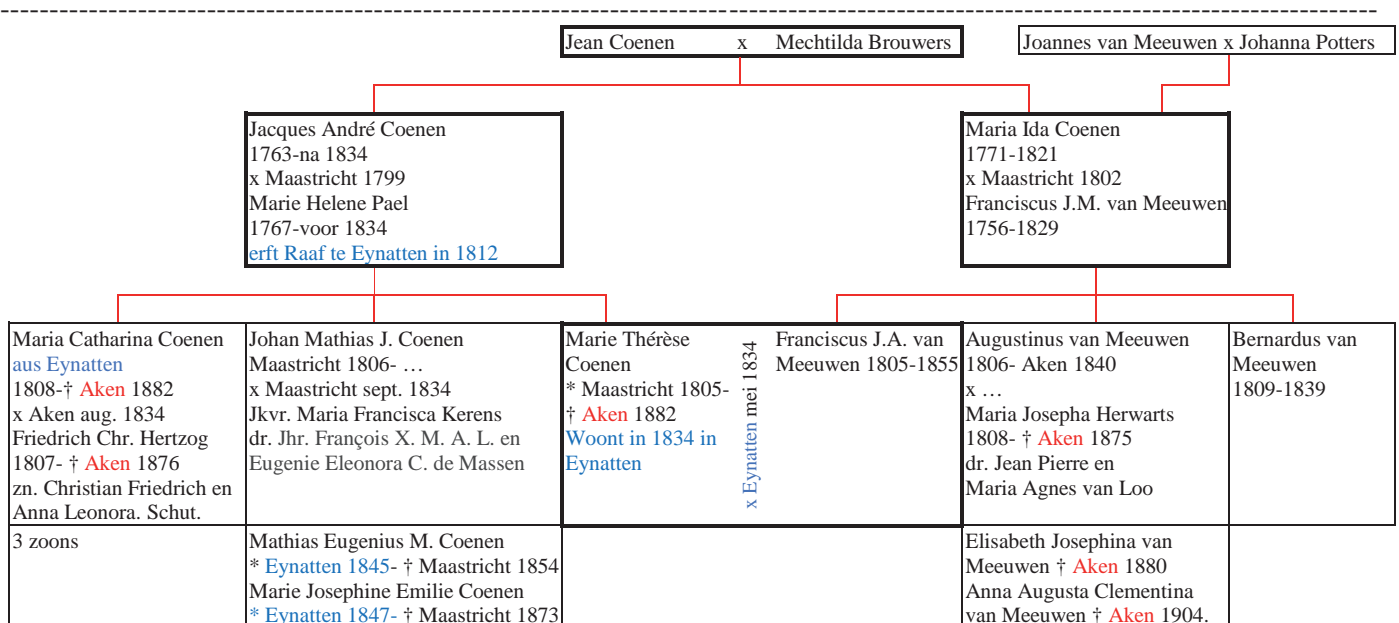 Jean Coenen x Mechtilda Brouwers
Joannes van Meeuwen x Johanna Potters
Jacques André Coenen
1763-na 1834
x Maastricht 1799
Marie Helene Pael
1767-voor 1834
erft Raaf te Eynatten in 1812
Maria Ida Coenen
1771-1821
x Maastricht 1802
Franciscus J.M. van Meeuwen
1756-1829
Maria Catharina Coenen
aus Eynatten
1808-† Aken 1882
x Aken aug. 1834
Friedrich Chr. Hertzog
1807- † Aken 1876
zn. Christian Friedrich en
Anna Leonora. Schut.
Johan Mathias J. Coenen
Maastricht 1806- …
x Maastricht sept. 1834
Jkvr. Maria Francisca Kerens
dr. Jhr. François X. M. A. L. en
Eugenie Eleonora C. de Massen
Marie Thérèse
Coenen
* Maastricht 1805-
† Aken 1882
Woont in 1834 in
Eynatten
x Eynatten mei 1834
Franciscus J.A. van
Meeuwen 1805-1855
Augustinus van Meeuwen
1806- Aken 1840
x …
Maria Josepha Herwarts
1808- † Aken 1875
dr. Jean Pierre en
Maria Agnes van Loo
Bernardus van
Meeuwen
1809-1839
3 zoons
Mathias Eugenius M. Coenen
* Eynatten 1845- † Maastricht 1854
Marie Josephine Emilie Coenen
* Eynatten 1847- † Maastricht 1873
Elisabeth Josephina van
Meeuwen † Aken 1880
Anna Augusta Clementina
van Meeuwen † Aken 1904.